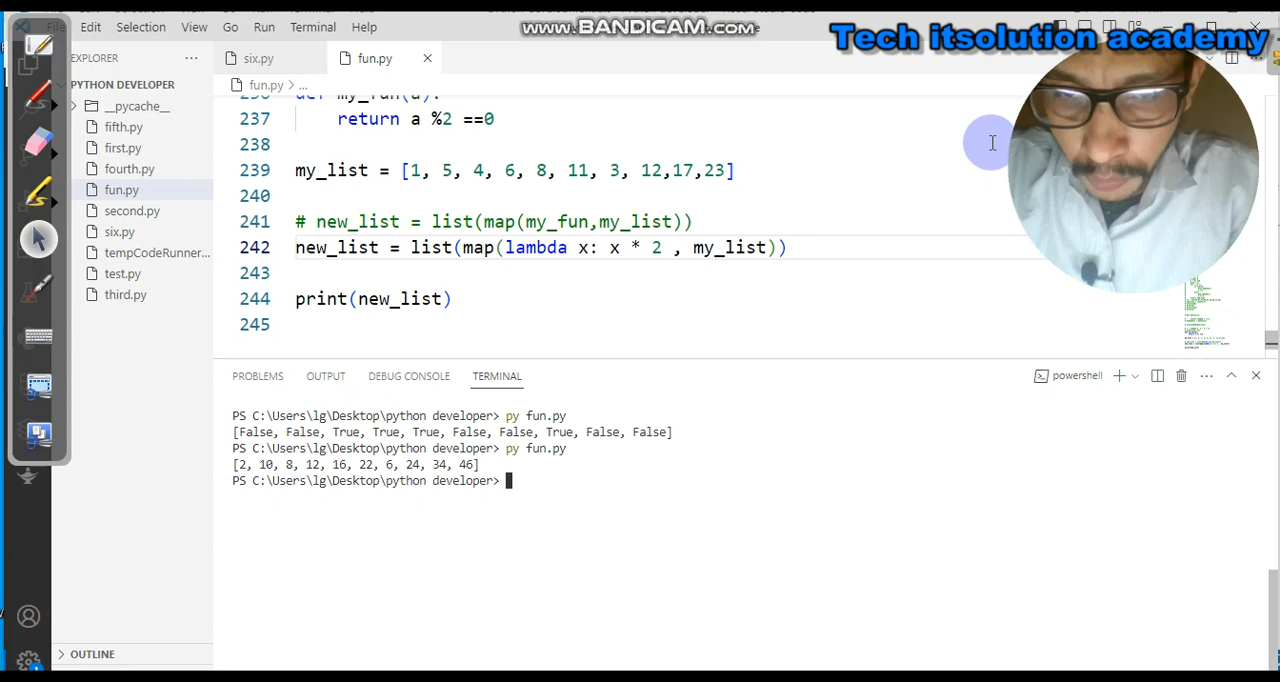 File Edit Selection View Go Run Terminal Help
www.BANDICAM.com
Tech itsolution academy
EXPLORER
six.py
fun.py
PYTHON DEVELOPER
fun.py > ...
__pycache__
fifth.py
first.py
fourth.py
fun.py
second.py
six.py
tempCodeRunner...
test.py
third.py
OUTLINE
236 def my_fun(a):
237 return a %2 ==0
238
239 my_list = [1, 5, 4, 6, 8, 11, 3, 12,17,23]
240
241 # new_list = list(map(my_fun,my_list))
242 new_list = list(map(lambda x: x * 2 , my_list))
243
244 print(new_list)
245
PROBLEMS OUTPUT DEBUG CONSOLE TERMINAL
powershell
PS C:\Users\lg\Desktop\python developer> py fun.py
[False, False, True, True, True, False, False, True, False, False]
PS C:\Users\lg\Desktop\python developer> py fun.py
[2, 10, 8, 12, 16, 22, 6, 24, 34, 46]
PS C:\Users\lg\Desktop\python developer>